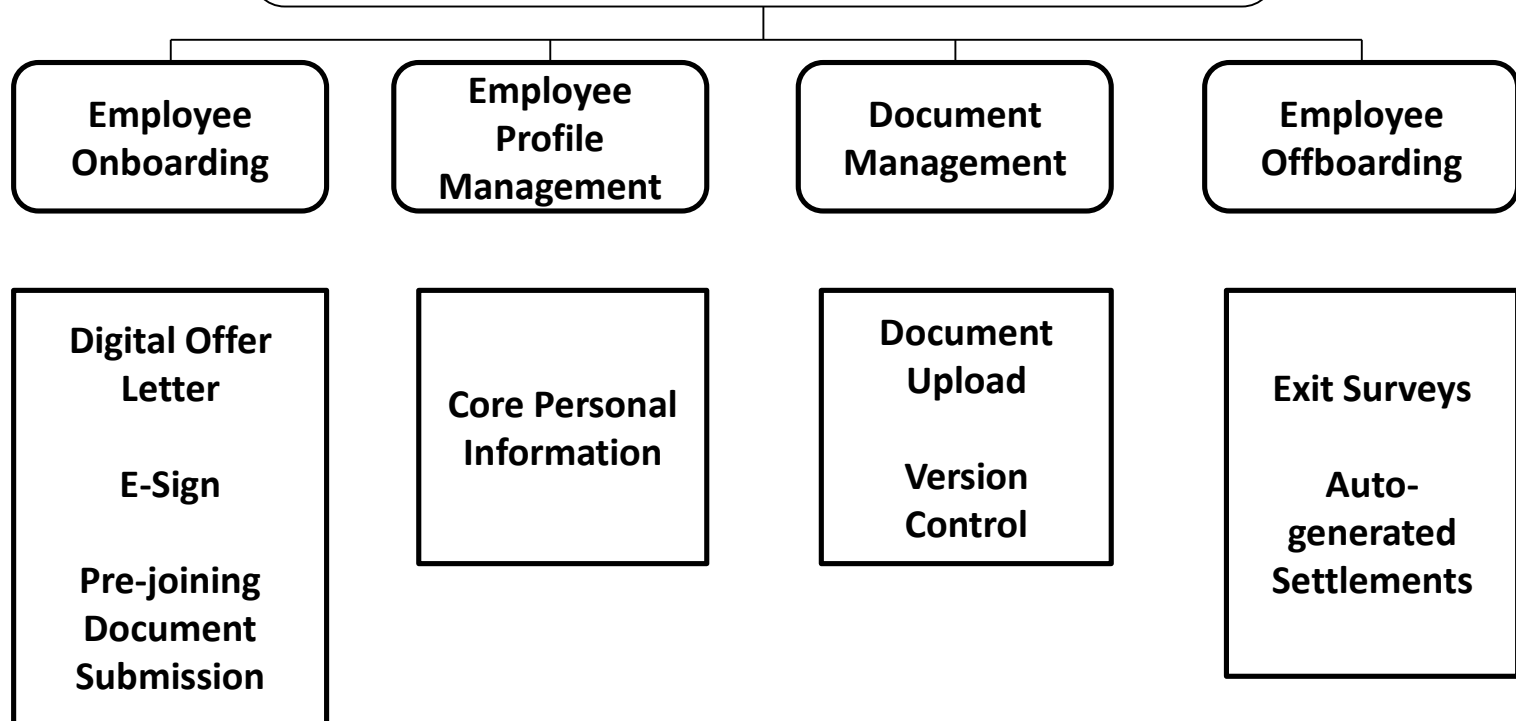 Employee
Onboarding
Employee
Profile
Management
Document
Management
Employee
Offboarding
Digital Offer
Letter
E-Sign
Pre-joining
Document
Submission
Core Personal
Information
Document
Upload
Version
Control
Exit Surveys
Auto-
generated
Settlements